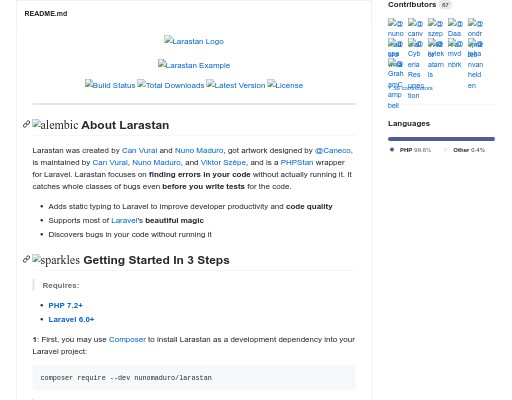 README.md
Larastan Logo
Larastan Example
Build Status Total Downloads Latest Version License
alembic About Larastan
Larastan was created by Can Vural and Nuno Maduro, got artwork designed by @Caneco,
is maintained by Can Vural, Nuno Maduro, and Viktor Szépe, and is a PHPStan wrapper
for Laravel. Larastan focuses on finding errors in your code without actually running it. It
catches whole classes of bugs even before you write tests for the code.
• Adds static typing to Laravel to improve developer productivity and code quality
• Supports most of Laravel's beautiful magic
• Discovers bugs in your code without running it
sparkles Getting Started In 3 Steps
Requires:
• PHP 7.2+
• Laravel 6.0+
1: First, you may use Composer to install Larastan as a development dependency into your
Laravel project:
composer require --dev nunomaduro/larastan
Contributors 67
Languages
PHP 99.6% Other 0.4%